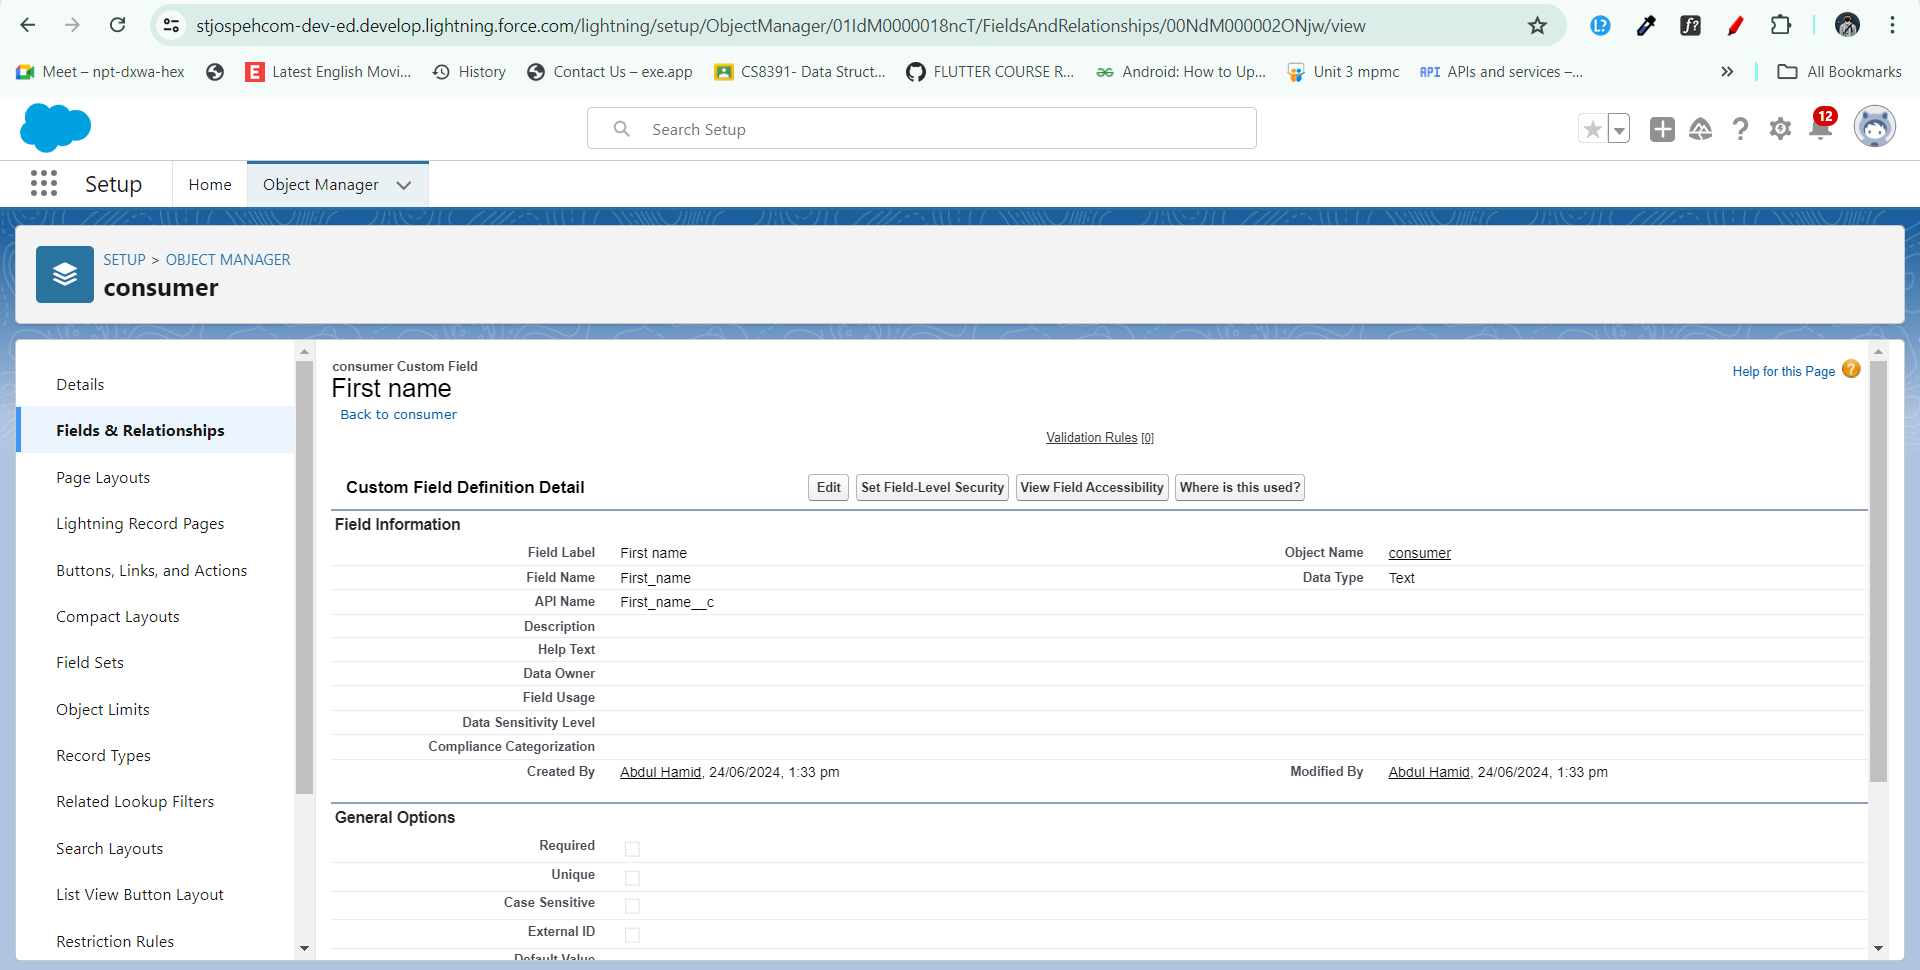 stjospehcom-dev-ed.develop.lightning.force.com/lightning/setup/ObjectManager/01IdM0000018ncT/FieldsAndRelationships/00NdM000002ONjw/view
Meet – npt-dxwa-hex
Latest English Movi...
History
Contact Us – exe.app
CS8391- Data Struct...
FLUTTER COURSE R...
Android: How to Up...
Unit 3 mpmc
API APIs and services –...
All Bookmarks
Search Setup
12
Setup
Home
Object Manager
SETUP > OBJECT MANAGER
consumer
Details
Fields & Relationships
Page Layouts
Lightning Record Pages
Buttons, Links, and Actions
Compact Layouts
Field Sets
Object Limits
Record Types
Related Lookup Filters
Search Layouts
List View Button Layout
Restriction Rules
consumer Custom Field
First name
Back to consumer
Help for this Page
Validation Rules [0]
Custom Field Definition Detail
Edit
Set Field-Level Security
View Field Accessibility
Where is this used?
Field Information
Field Label First name
Object Name consumer
Field Name First_name
Data Type Text
API Name First_name__c
Description
Help Text
Data Owner
Field Usage
Data Sensitivity Level
Compliance Categorization
Created By Abdul Hamid, 24/06/2024, 1:33 pm
Modified By Abdul Hamid, 24/06/2024, 1:33 pm
General Options
Required
Unique
Case Sensitive
External ID
Default Value